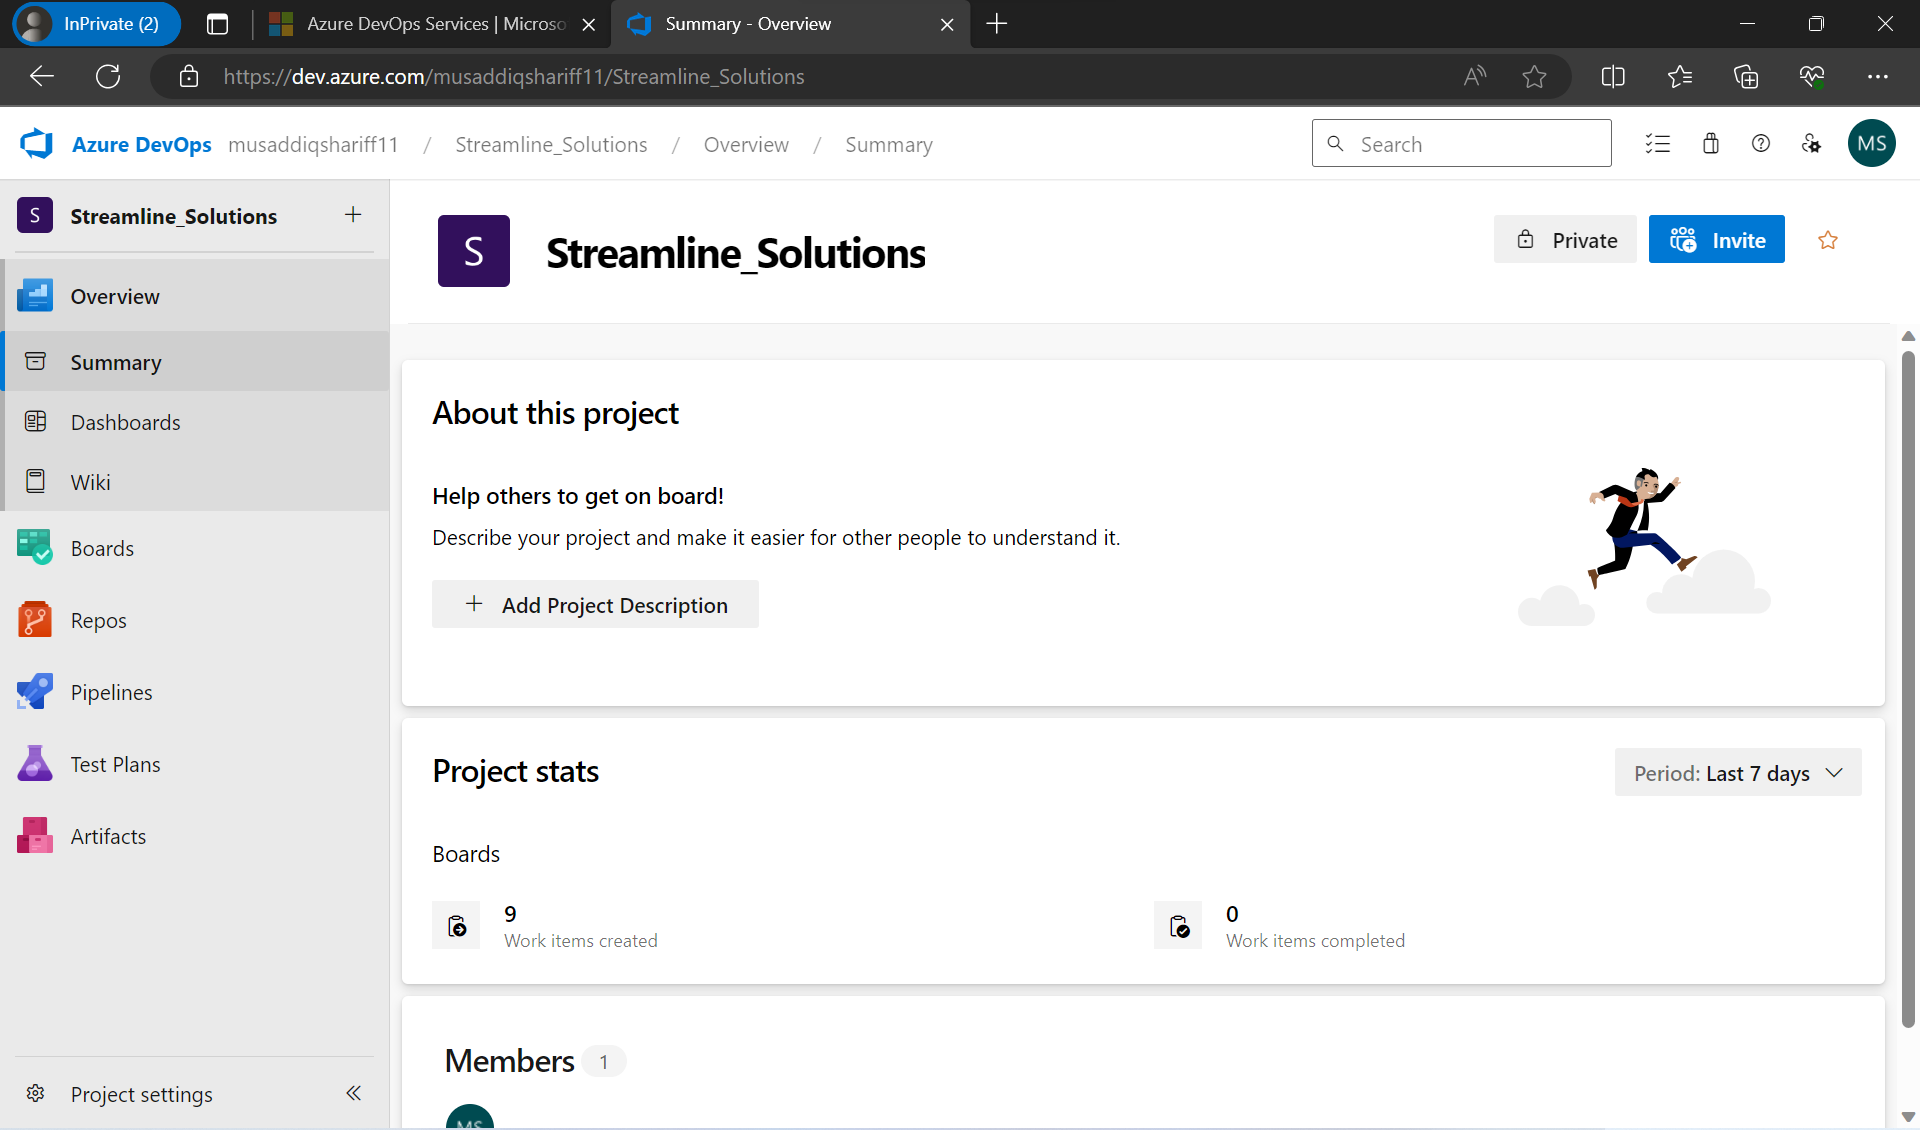 InPrivate (2)
Azure DevOps Services | Microso
Summary - Overview
https://dev.azure.com/musaddiqshariff11/Streamline_Solutions
Azure DevOps musaddiqshariff11 / Streamline_Solutions / Overview / Summary
Search
MS
S Streamline_Solutions
Overview
Summary
Dashboards
Wiki
Boards
Repos
Pipelines
Test Plans
Artifacts
Project settings
S Streamline_Solutions
Private
Invite
About this project
Help others to get on board!
Describe your project and make it easier for other people to understand it.
Add Project Description
Project stats
Period: Last 7 days
Boards
9
Work items created
0
Work items completed
Members 1
MS